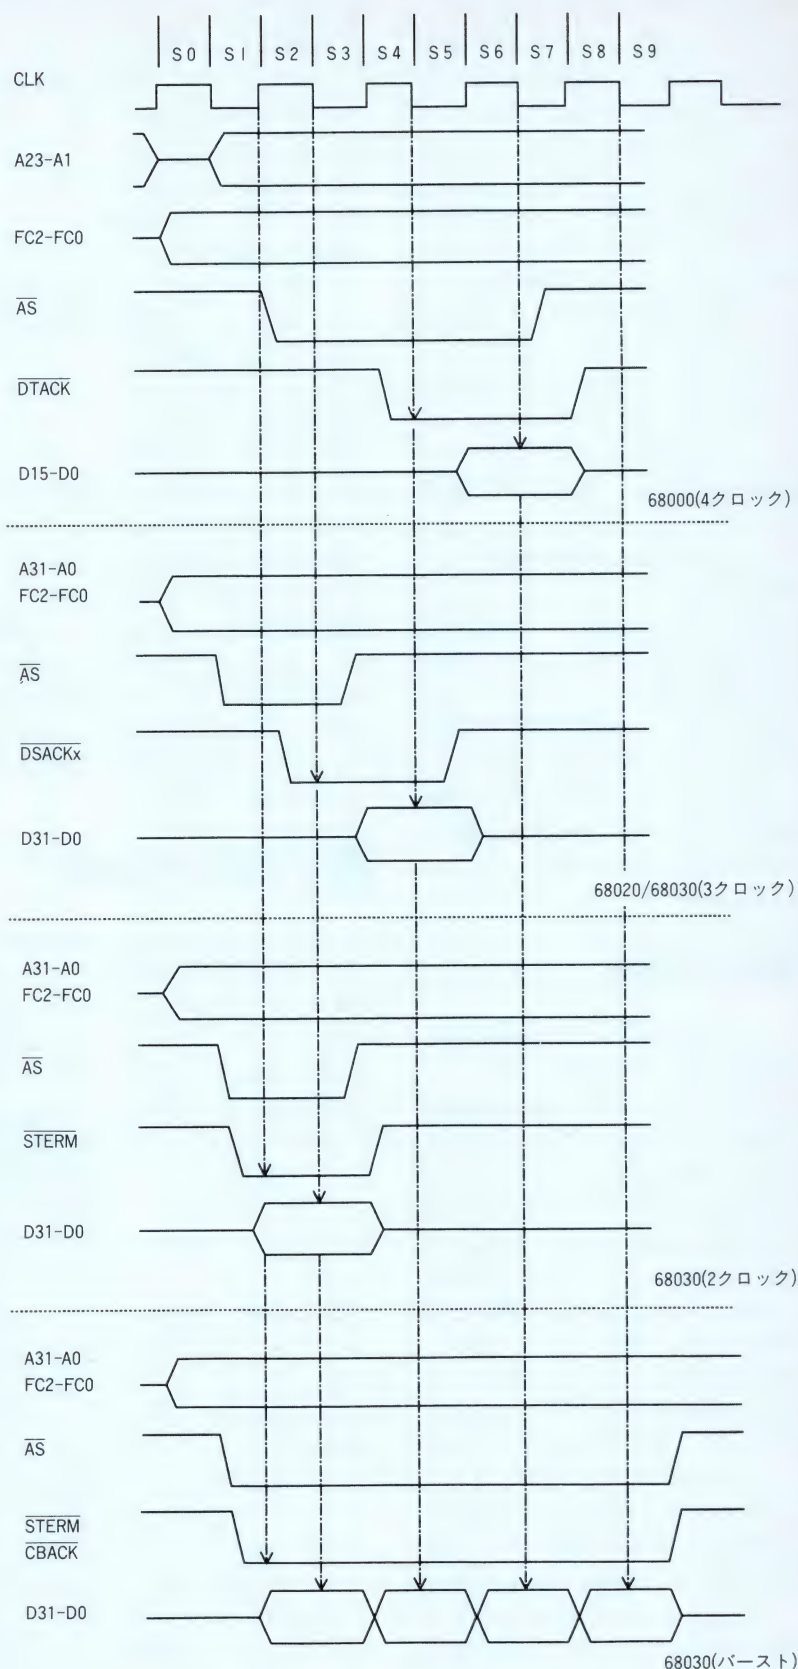 S0 S1 S2 S3 S4 S5 S6 S7 S8 S9
CLK
A23-A1
FC2-FC0
AS
DTACK
D15-D0
68000(4クロック)
A31-A0
FC2-FC0
AS
DSACKx
D31-D0
68020/68030(3クロック)
A31-A0
FC2-FC0
AS
STERM
D31-D0
68030(2クロック)
A31-A0
FC2-FC0
AS
STERM
CBACK
D31-D0
68030(バースト)